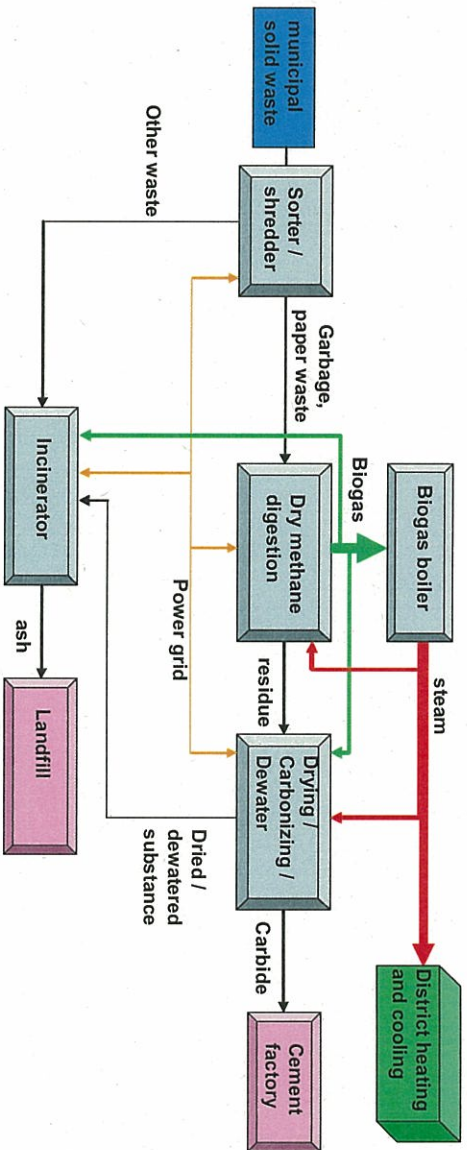 municipal
solid waste
Sorter /
shredder
Other waste
Garbage,
paper waste
Biogas
Biogas boiler
steam
District heating
and cooling
Dry methane
digestion
residue
Drying /
Carbonizing /
Dewater
Carbide
Cement
factory
Power grid
Dried /
dewatered
substance
Incinerator
ash
Landfill